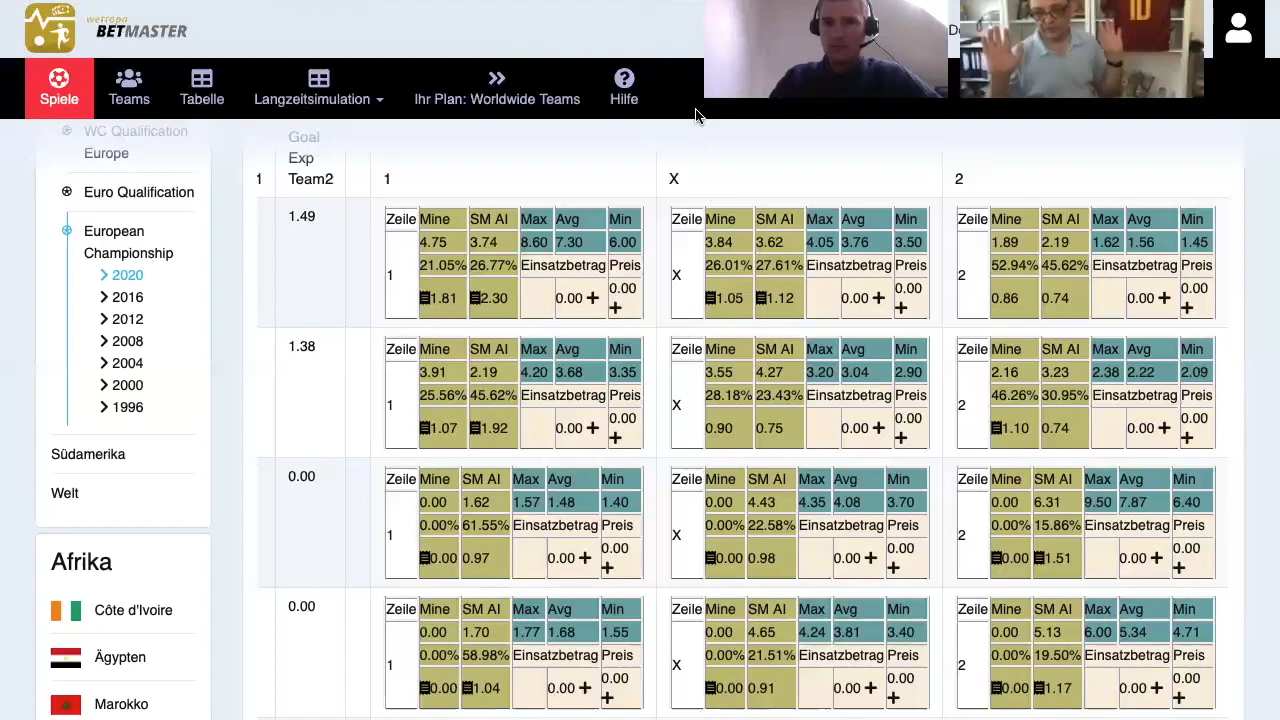 wettopo
BETMASTER
Spiele
Teams
Tabelle
Langzeitsimulation
Ihr Plan: Worldwide Teams
Hilfe
De
10
WC Qualification
Europe
Euro Qualification
European
Championship
2020
2016
2012
2008
2004
2000
1996
Südamerika
Welt
Afrika
Côte d'Ivoire
Ägypten
Marokko
1
Goal
Exp
Team2
1
X
2
1.49
Zeile Mine SM AI Max Avg Min
4.75 3.74 8.60 7.30 6.00
1 21.05% 26.77% Einsatzbetrag Preis
1.81 2.30 0.00 0.00
Zeile Mine SM AI Max Avg Min
3.84 3.62 4.05 3.76 3.50
X 26.01% 27.61% Einsatzbetrag Preis
1.05 1.12 0.00 0.00
Zeile Mine SM AI Max Avg Min
1.89 2.19 1.62 1.56 1.45
2 52.94% 45.62% Einsatzbetrag Preis
0.86 0.74 0.00 0.00
1.38
Zeile Mine SM AI Max Avg Min
3.91 2.19 4.20 3.68 3.35
1 25.56% 45.62% Einsatzbetrag Preis
1.07 1.92 0.00 0.00
Zeile Mine SM AI Max Avg Min
3.55 4.27 3.20 3.04 2.90
X 28.18% 23.43% Einsatzbetrag Preis
0.90 0.75 0.00 0.00
Zeile Mine SM AI Max Avg Min
2.16 3.23 2.38 2.22 2.09
2 46.26% 30.95% Einsatzbetrag Preis
1.10 0.74 0.00 0.00
0.00
Zeile Mine SM AI Max Avg Min
0.00 1.62 1.57 1.48 1.40
1 0.00% 61.55% Einsatzbetrag Preis
0.00 0.97 0.00 0.00
Zeile Mine SM AI Max Avg Min
0.00 4.43 4.35 4.08 3.70
X 0.00% 22.58% Einsatzbetrag Preis
0.00 0.98 0.00 0.00
Zeile Mine SM AI Max Avg Min
0.00 6.31 9.50 7.87 6.40
2 0.00% 15.86% Einsatzbetrag Preis
0.00 1.51 0.00 0.00
0.00
Zeile Mine SM AI Max Avg Min
0.00 1.70 1.77 1.68 1.55
1 0.00% 58.98% Einsatzbetrag Preis
0.00 1.04 0.00 0.00
Zeile Mine SM AI Max Avg Min
0.00 4.65 4.24 3.81 3.40
X 0.00% 21.51% Einsatzbetrag Preis
0.00 0.91 0.00 0.00
Zeile Mine SM AI Max Avg Min
0.00 5.13 6.00 5.34 4.71
2 0.00% 19.50% Einsatzbetrag Preis
0.00 1.17 0.00 0.00